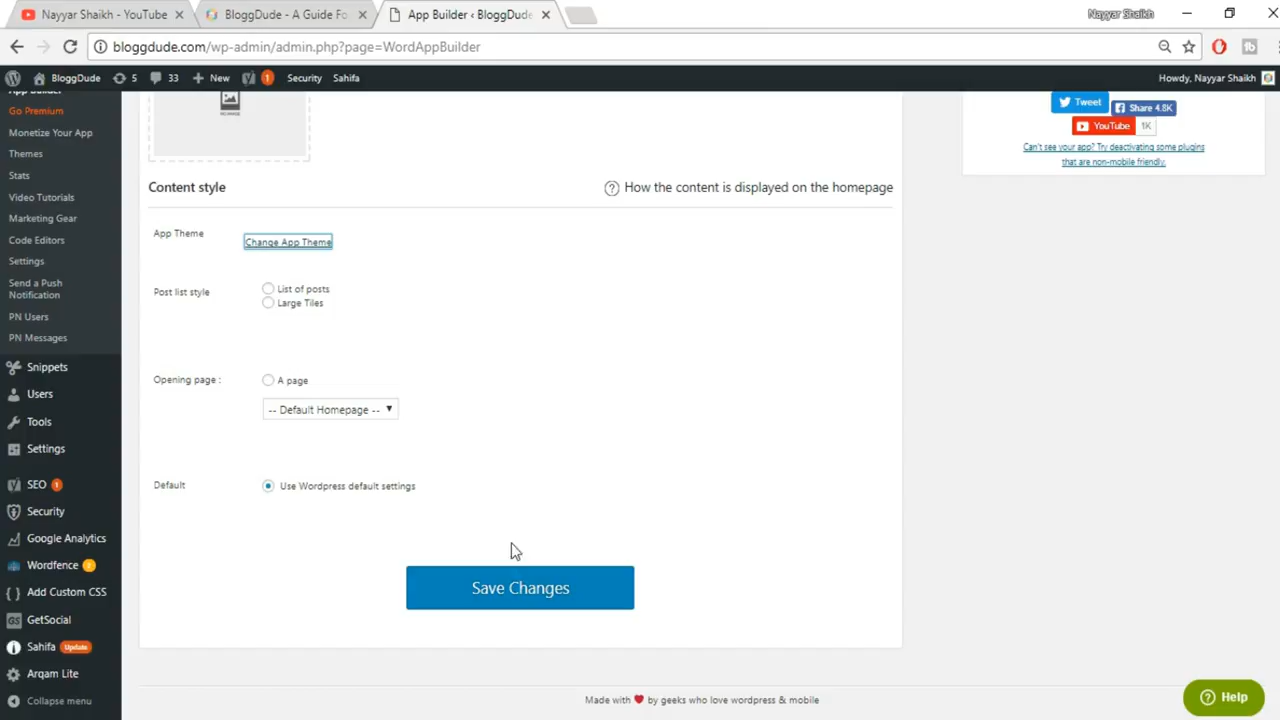 Nayyar Shaikh - YouTube
BloggDude - A Guide Fo
App Builder ‹ BloggDude
Nayyar Shaikh
bloggdude.com/wp-admin/admin.php?page=WordAppBuilder
BloggDude
5
33
New
1
Security
Sahifa
Howdy, Nayyar Shaikh
App Builder
Go Premium
Monetize Your App
Themes
Stats
Video Tutorials
Marketing Gear
Code Editors
Settings
Send a Push
Notification
PN Users
PN Messages
Snippets
Users
Tools
Settings
SEO 1
Security
Google Analytics
Wordfence
Add Custom CSS
GS GetSocial
Sahifa Update
Arqam Lite
Collapse menu
NO IMAGE
Content style
How the content is displayed on the homepage
App Theme
Change App Theme
Post list style
List of posts
Large Tiles
Opening page :
A page
-- Default Homepage --
Default
Use Wordpress default settings
Save Changes
Made with ❤ by geeks who love wordpress & mobile
Tweet
Share 4.8K
YouTube 1K
Can't see your app? Try deactivating some plugins
that are non-mobile friendly.
Help